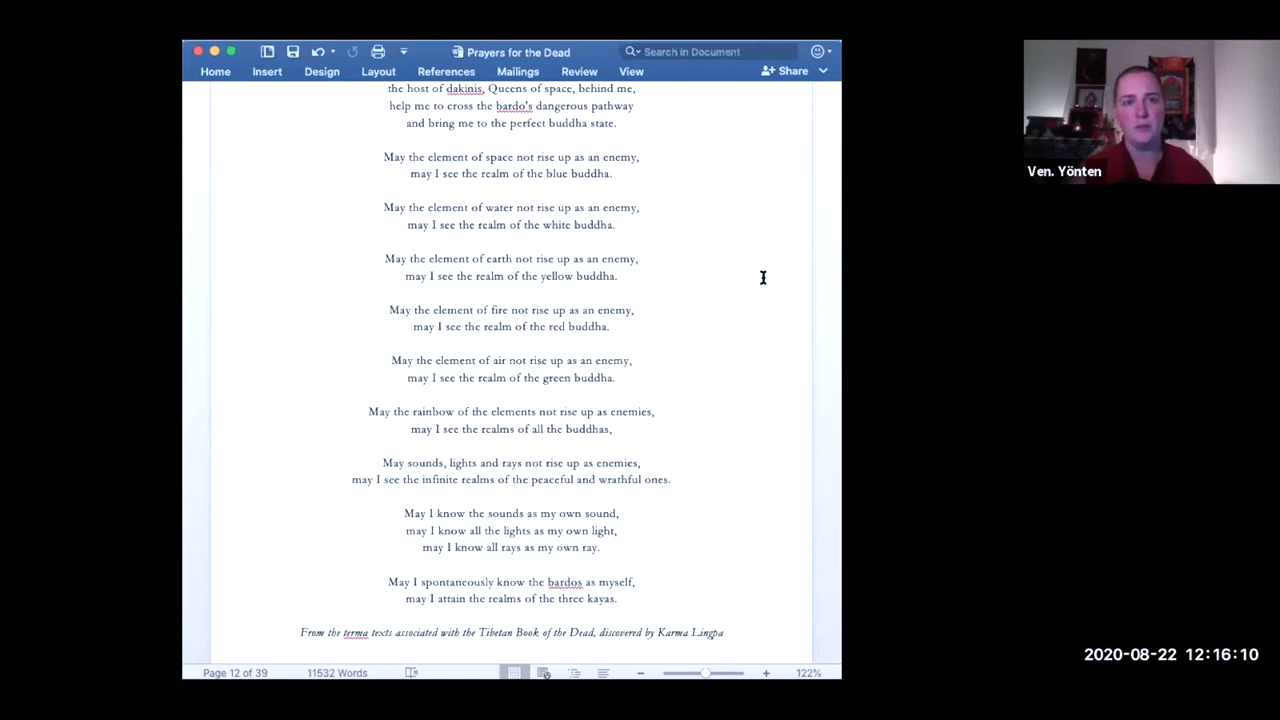 Prayers for the Dead
Search in Document
Home Insert Design Layout References Mailings Review View Share
the host of dakinis, Queens of space, behind me,
help me to cross the bardo's dangerous pathway
and bring me to the perfect buddha state.
May the element of space not rise up as an enemy,
may I see the realm of the blue buddha.
May the element of water not rise up as an enemy,
may I see the realm of the white buddha.
May the element of earth not rise up as an enemy,
may I see the realm of the yellow buddha.
May the element of fire not rise up as an enemy,
may I see the realm of the red buddha.
May the element of air not rise up as an enemy,
may I see the realm of the green buddha.
May the rainbow of the elements not rise up as enemies,
may I see the realms of all the buddhas,
May sounds, lights and rays not rise up as enemies,
may I see the infinite realms of the peaceful and wrathful ones.
May I know the sounds as my own sound,
may I know all the lights as my own light,
may I know all rays as my own ray.
May I spontaneously know the bardos as myself,
may I attain the realms of the three kayas.
From the terma texts associated with the Tibetan Book of the Dead, discovered by Karma Lingpa
Page 12 of 39 11532 Words 122%
Ven. Yönten
2020-08-22 12:16:10